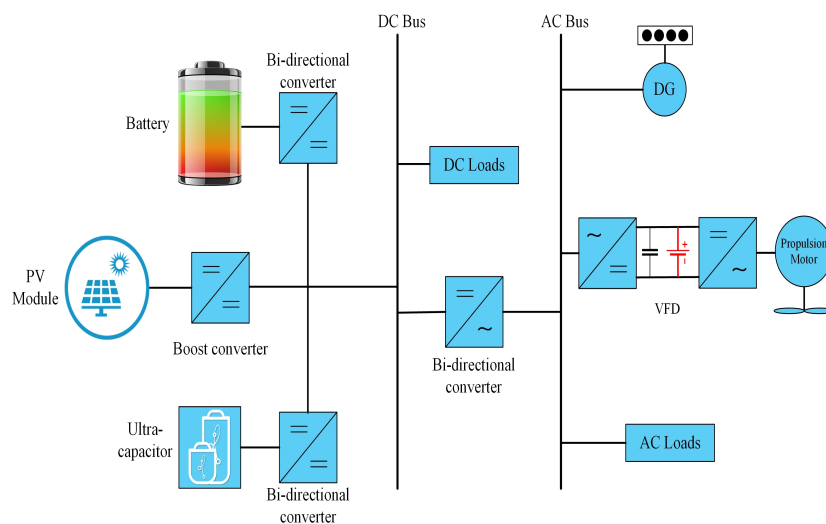 DC Bus
AC Bus
Bi-directional
converter
Battery
DG
DC Loads
PV
Module
Boost converter
Propulsion
Motor
VFD
Bi-directional
converter
Ultra-
capacitor
AC Loads
Bi-directional
converter